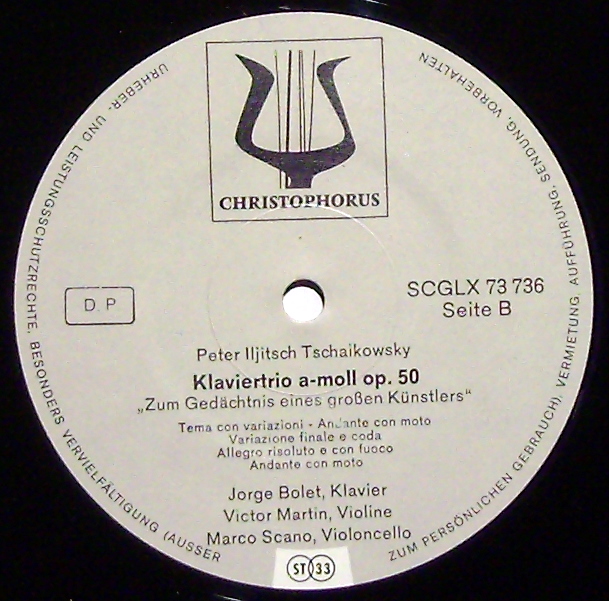 URHEBER- UND LEISTUNGSSCHUTZRECHTE, BESONDERS VERVIELFÄLTIGUNG (AUSSER ZUM PERSÖNLICHEN GEBRAUCH), VERMIETUNG, AUFFÜHRUNG, SENDUNG, VORBEHALTEN
CHRISTOPHORUS
D P
SCGLX 73 736
Seite B
Peter Iljitsch Tschaikowsky
Klaviertrio a-moll op. 50
„Zum Gedächtnis eines großen Künstlers“
Tema con variazioni - Andante con moto
Variazione finale e coda
Allegro risoluto e con fuoco
Andante con moto
Jorge Bolet, Klavier
Victor Martin, Violine
Marco Scano, Violoncello
ST 33